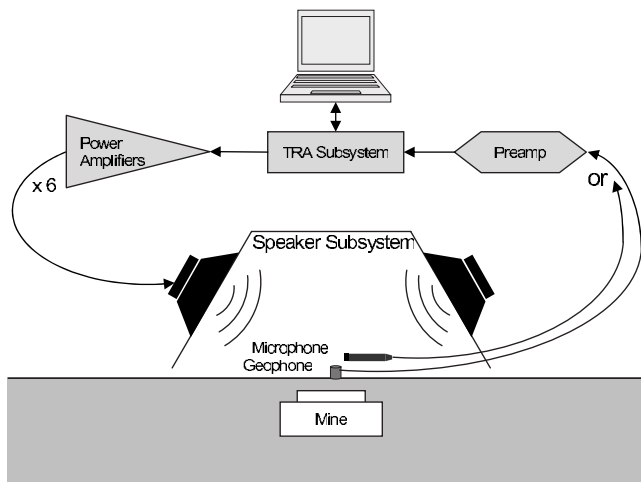 Power
Amplifiers
TRA Subsystem
Preamp
x 6
or
Speaker Subsystem
Microphone
Geophone
Mine